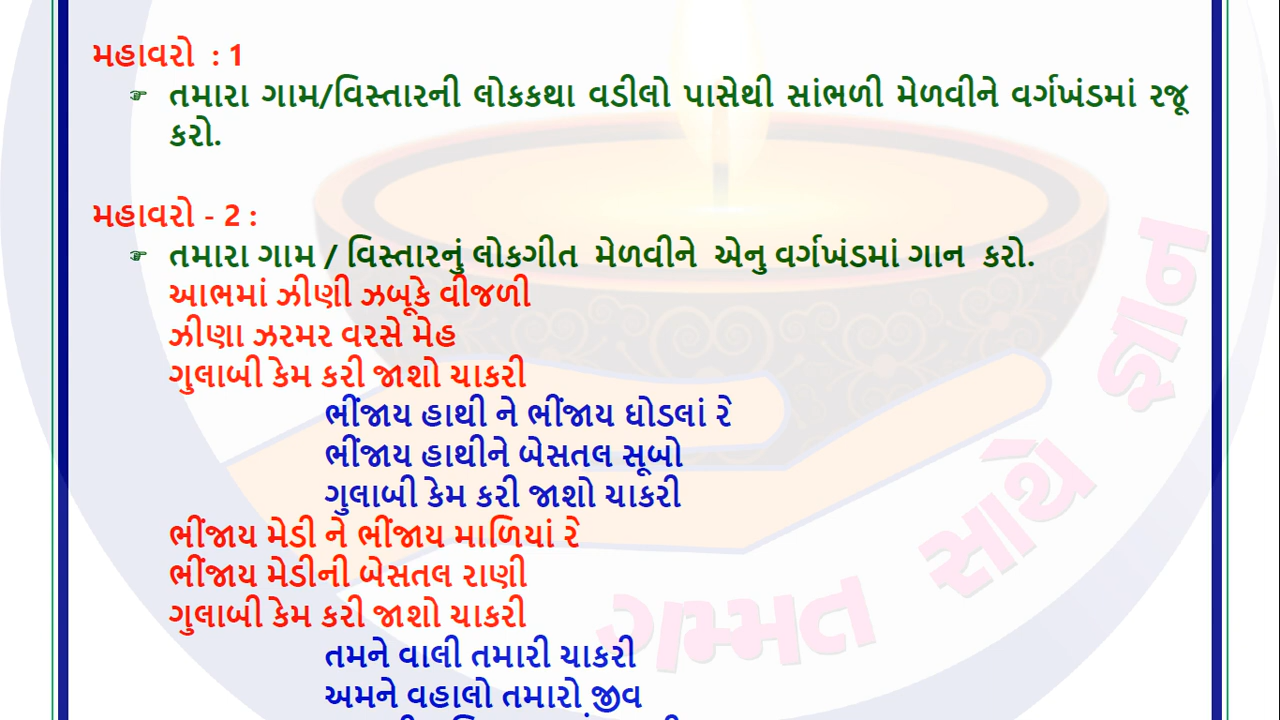 મહાવરો : 1
☞ તમારા ગામ/વિસ્તારની લોકકથા વડીલો પાસેથી સાંભળી મેળવીને વર્ગખંડમાં રજૂ
કરો.
મહાવરો - 2 :
☞ તમારા ગામ / વિસ્તારનું લોકગીત મેળવીને એનુ વર્ગખંડમાં ગાન કરો.
આભમાં ઝીણી ઝબૂકે વીજળી
ઝીણા ઝરમર વરસે મેહ
ગુલાબી કેમ કરી જાશો ચાકરી
ભીંજાય હાથી ને ભીંજાય ઘોડલાં રે
ભીંજાય હાથીને બેસતલ સૂબો
ગુલાબી કેમ કરી જાશો ચાકરી
ભીંજાય મેડી ને ભીંજાય માળિયાં રે
ભીંજાય મેડીની બેસતલ રાણી
ગુલાબી કેમ કરી જાશો ચાકરી
તમને વાલી તમારી ચાકરી
અમને વહાલો તમારો જીવ
ગમ્મત સાથે જ્ઞાન